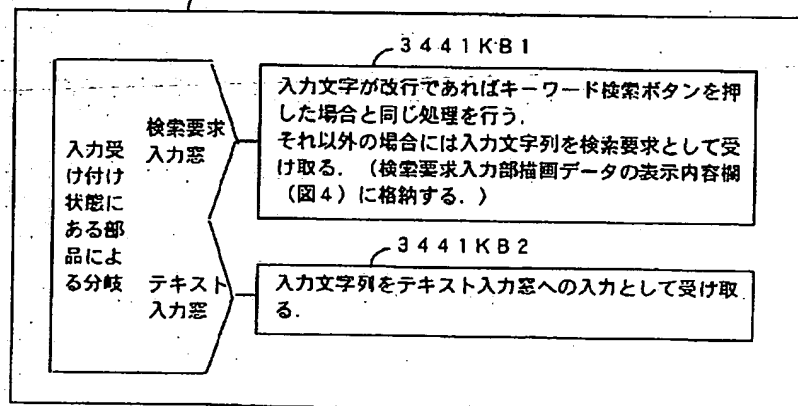 3441KB1
入力文字が改行であればキーワード検索ボタンを押
した場合と同じ処理を行う.
それ以外の場合には入力文字列を検索要求として受
け取る. (検索要求入力部描画データの表示内容欄
(図4)に格納する.)
検索要求
入力窓
入力受
け付け
状態に
ある部
品によ
る分岐
3441KB2
テキスト
入力窓
入力文字列をテキスト入力窓への入力として受け取
る.